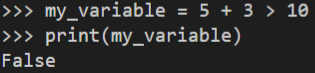 >>> my_variable = 5 + 3 > 10
>>> print(my_variable)
False